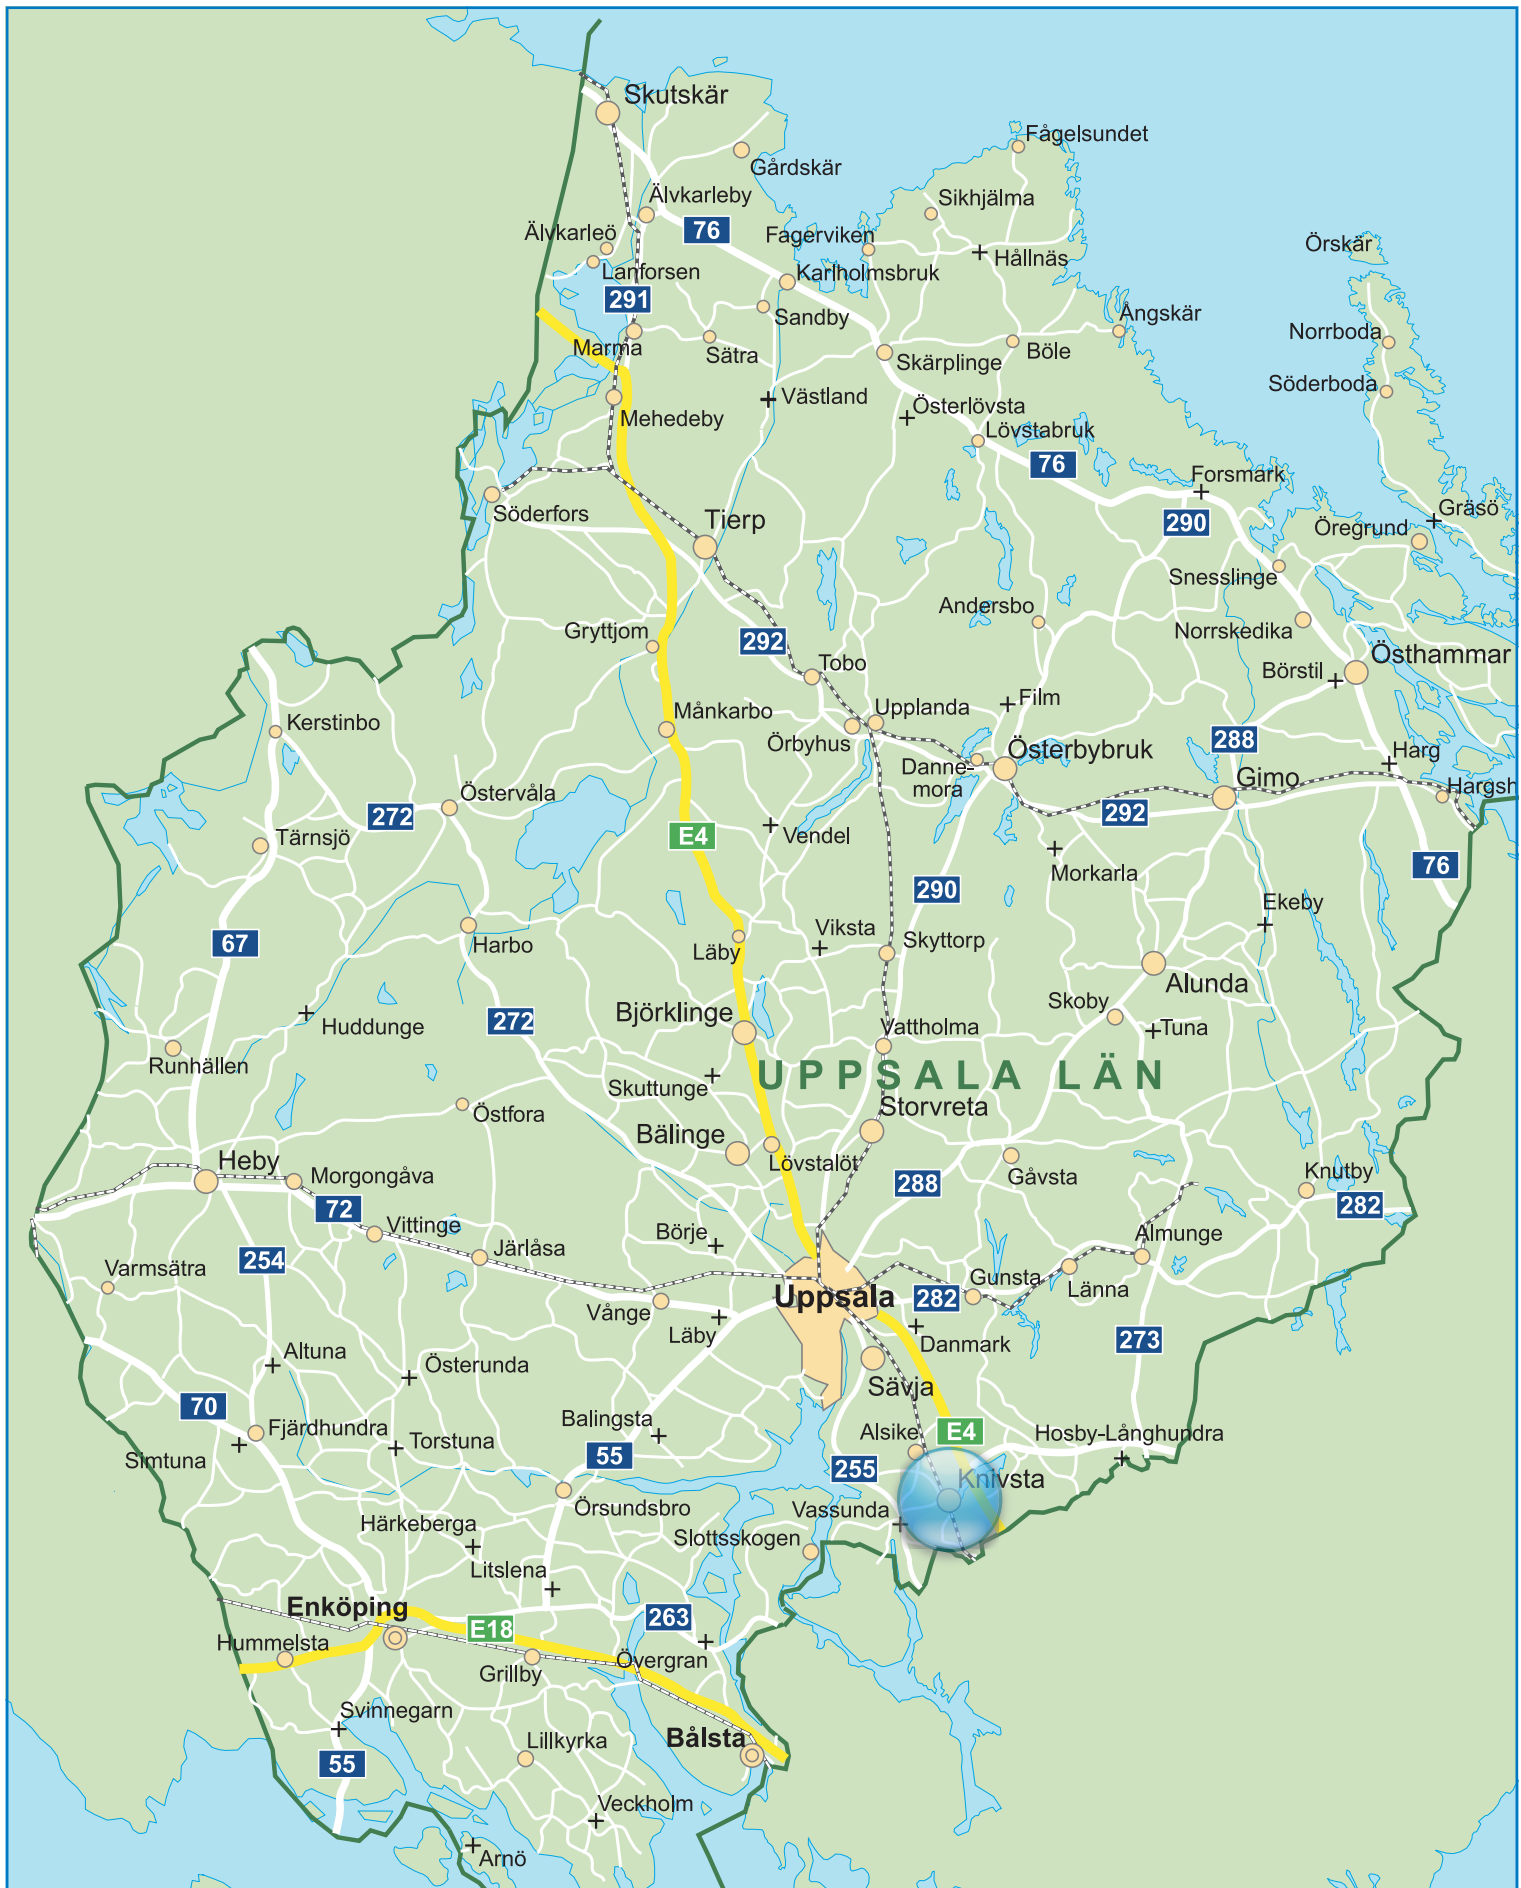 Skutskär
Fågelsundet
Gårdskär
Älvkarleby
Sikhjälma
76
Älvkarleö
Fagerviken
Örskär
Hållnäs
Lanforsen
Karlholmsbruk
291
Sandby
Ängskär
Norrboda
Marma
Sätra
Skärplinge
Böle
Söderboda
Västland
Österlövsta
Mehedeby
Lövstabruk
76
Forsmark
Söderfors
Tierp
290
Gräsö
Öregrund
Snesslinge
Andersbo
Gryttjom
292
Norrskedika
Tobo
Östhammar
Börstil
Film
Månkarbo
Upplanda
Kerstinbo
Örbyhus
288
Österbybruk
Harg
Danne-
mora
Gimo
Hargsh
Östervåla
272
292
Tärnsjö
E4
Vendel
76
Morkarla
290
Ekeby
67
Harbo
Läby
Viksta
Skyttorp
Alunda
Skoby
Huddunge
272
Björklinge
Vattholma
Tuna
Runhällen
Skuttunge
UPPSALA LÄN
Östfora
Storvreta
Bälinge
Lövstalöt
Heby
Morgongåva
Gåvsta
Knutby
288
72
282
Vittinge
Börje
Almunge
254
Järlåsa
Varmsätra
Gunsta
Länna
Uppsala
282
Vånge
Läby
Danmark
273
Altuna
Österunda
Sävja
70
Balingsta
Fjärdhundra
Torstuna
Alsike
E4
Hosby-Långhundra
Simtuna
55
255
Knivsta
Örsundsbro
Vassunda
Härkeberga
Slottsskogen
Litslena
Enköping
263
E18
Hummelsta
Grillby
Övergran
Svinnegarn
Lillkyrka
Bålsta
55
Veckholm
Arnö